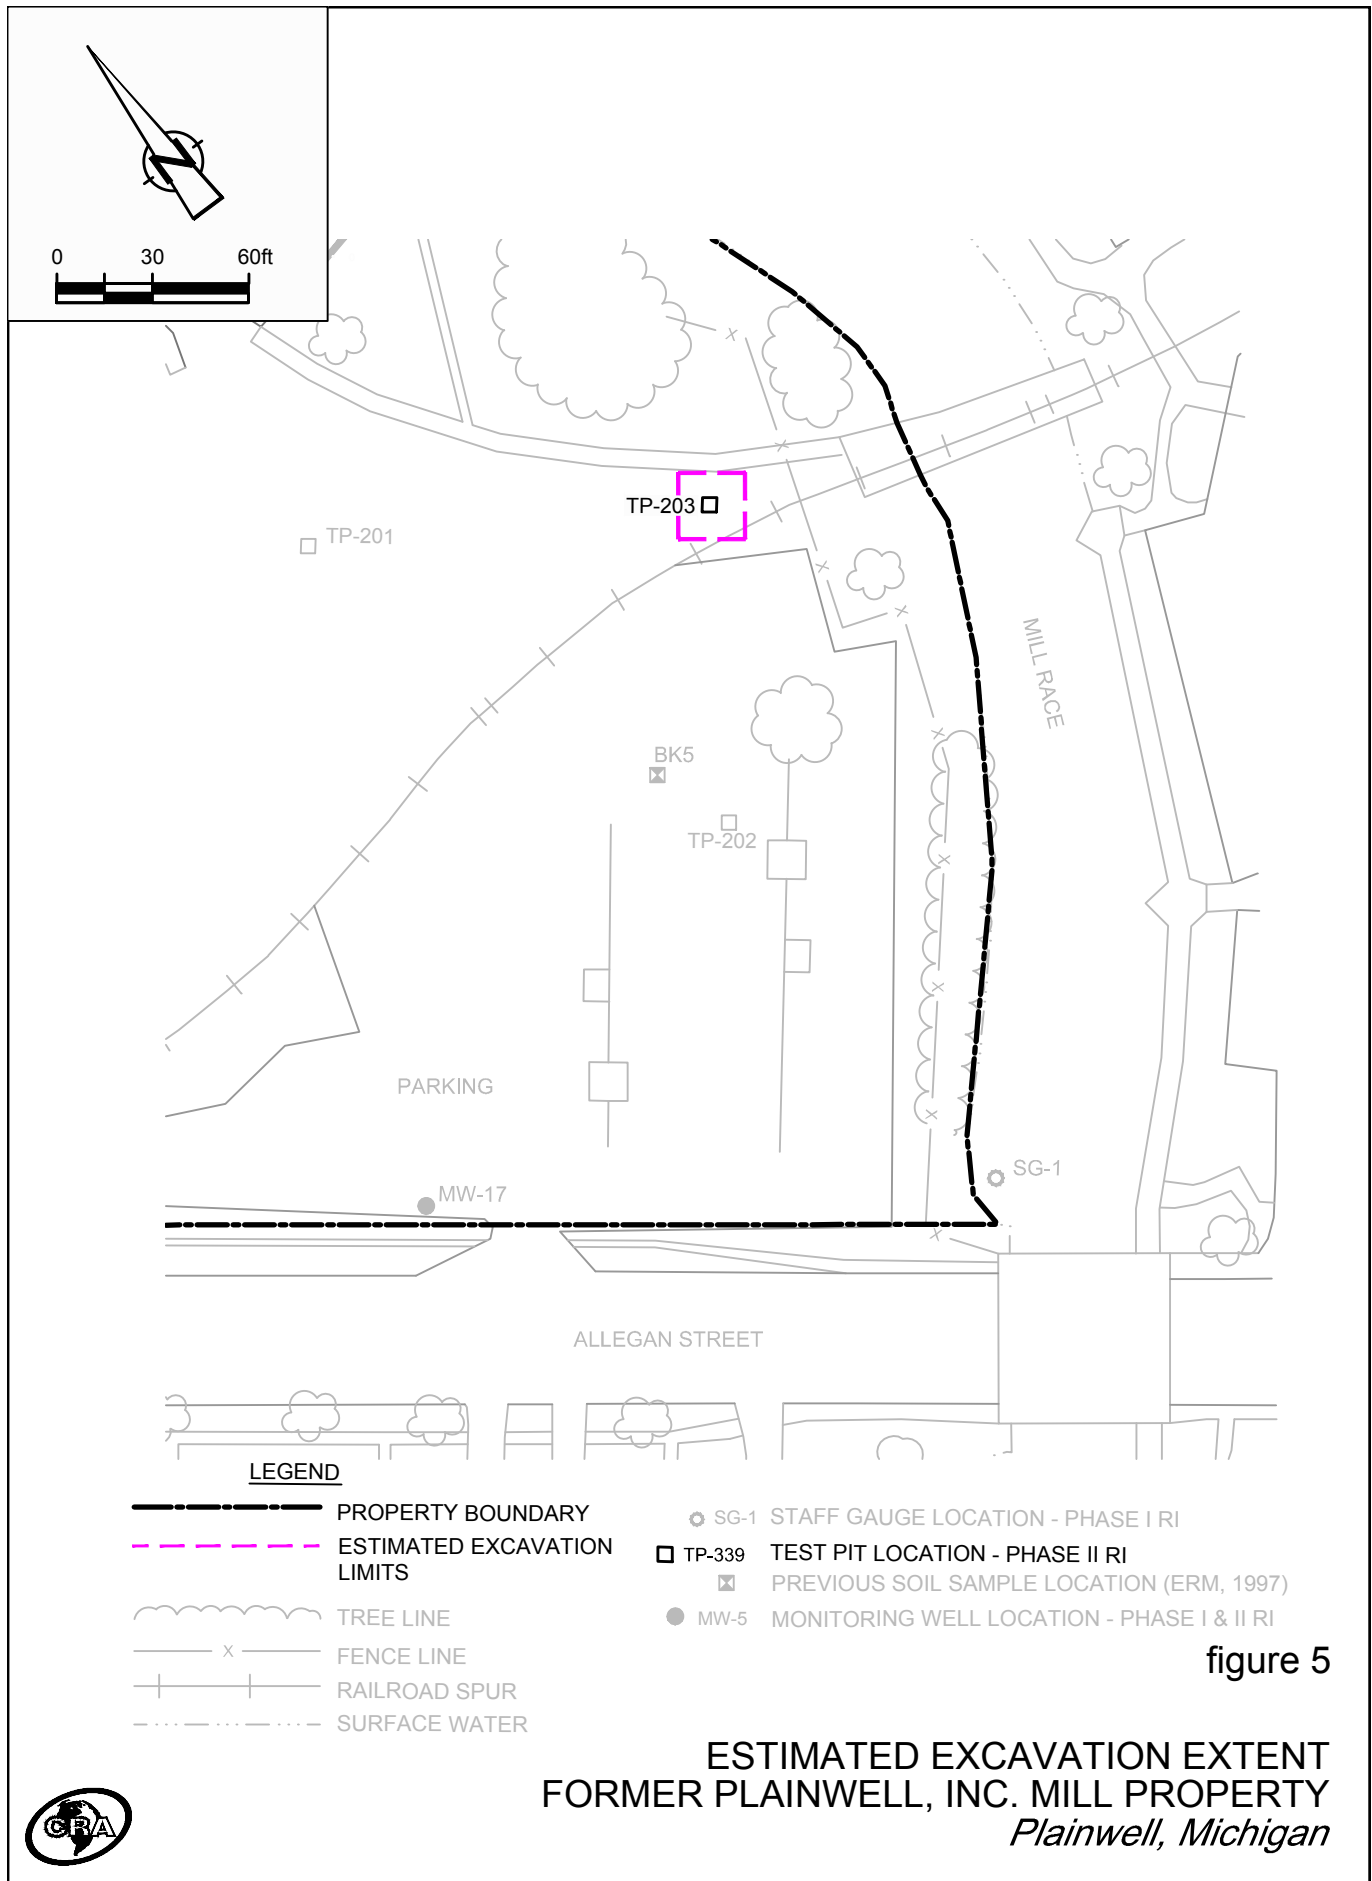 N
0 30 60ft
TP-203
TP-201
MILL RACE
BK5
TP-202
PARKING
SG-1
MW-17
ALLEGAN STREET
LEGEND
PROPERTY BOUNDARY
ESTIMATED EXCAVATION
LIMITS
TREE LINE
X FENCE LINE
RAILROAD SPUR
SURFACE WATER
SG-1 STAFF GAUGE LOCATION - PHASE I RI
TP-339 TEST PIT LOCATION - PHASE II RI
PREVIOUS SOIL SAMPLE LOCATION (ERM, 1997)
MW-5 MONITORING WELL LOCATION - PHASE I & II RI
figure 5
ESTIMATED EXCAVATION EXTENT
FORMER PLAINWELL, INC. MILL PROPERTY
Plainwell, Michigan
CRA